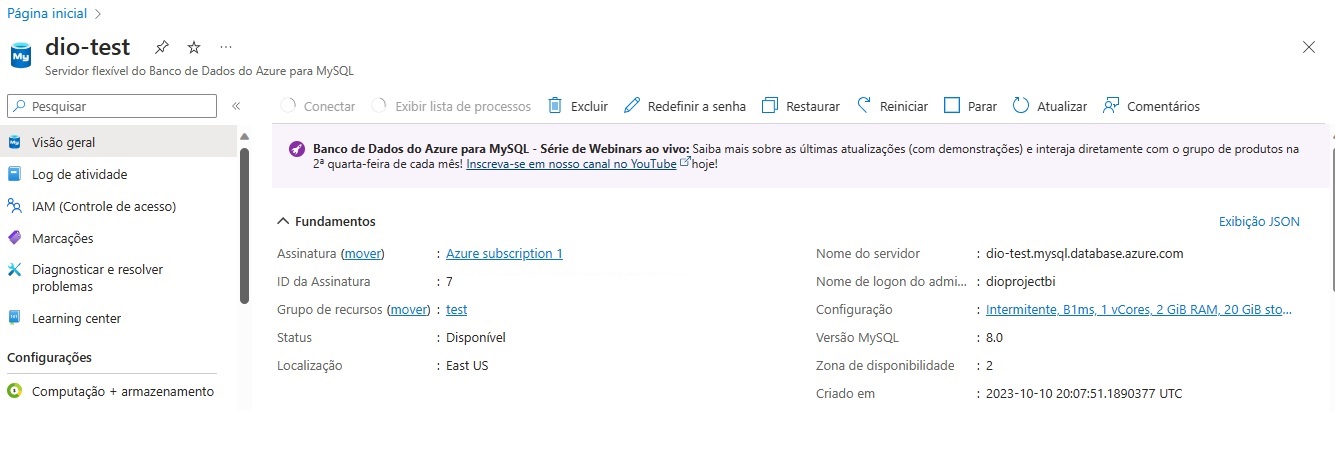 Página inicial >
dio-test
Servidor flexível do Banco de Dados do Azure para MySQL
Pesquisar
Conectar Exibir lista de processos Excluir Redefinir a senha Restaurar Reiniciar Parar Atualizar Comentários
Visão geral
Log de atividade
IAM (Controle de acesso)
Marcações
Diagnosticar e resolver
problemas
Learning center
Configurações
Computação + armazenamento
Banco de Dados do Azure para MySQL - Série de Webinars ao vivo: Saiba mais sobre as últimas atualizações (com demonstrações) e interaja diretamente com o grupo de produtos na
2ª quarta-feira de cada mês! Inscreva-se em nosso canal no YouTube hoje!
Fundamentos
Exibição JSON
Assinatura (mover) : Azure subscription 1
ID da Assinatura : 7
Grupo de recursos (mover) : test
Status : Disponível
Localização : East US
Nome do servidor : dio-test.mysql.database.azure.com
Nome de logon do admi... : dioprojectbi
Configuração : Intermitente, B1ms, 1 vCores, 2 GiB RAM, 20 GiB sto...
Versão MySQL : 8.0
Zona de disponibilidade : 2
Criado em : 2023-10-10 20:07:51.1890377 UTC